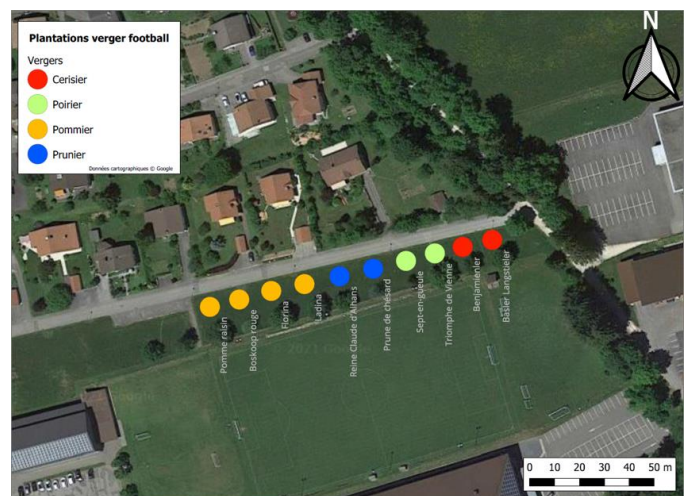 Plantations verger football
Vergers
Cerisier
Poirier
Pommier
Prunier
Données cartographiques © Google
N
Pomme raisin
Boskoop rouge
Florina
Ladina
Reine Claude d'Alhans
Prune de chésard
Sept-en-gueule
Triomphe de Vienne
Benjaminler
Basler Langstieler
0 10 20 30 40 50 m